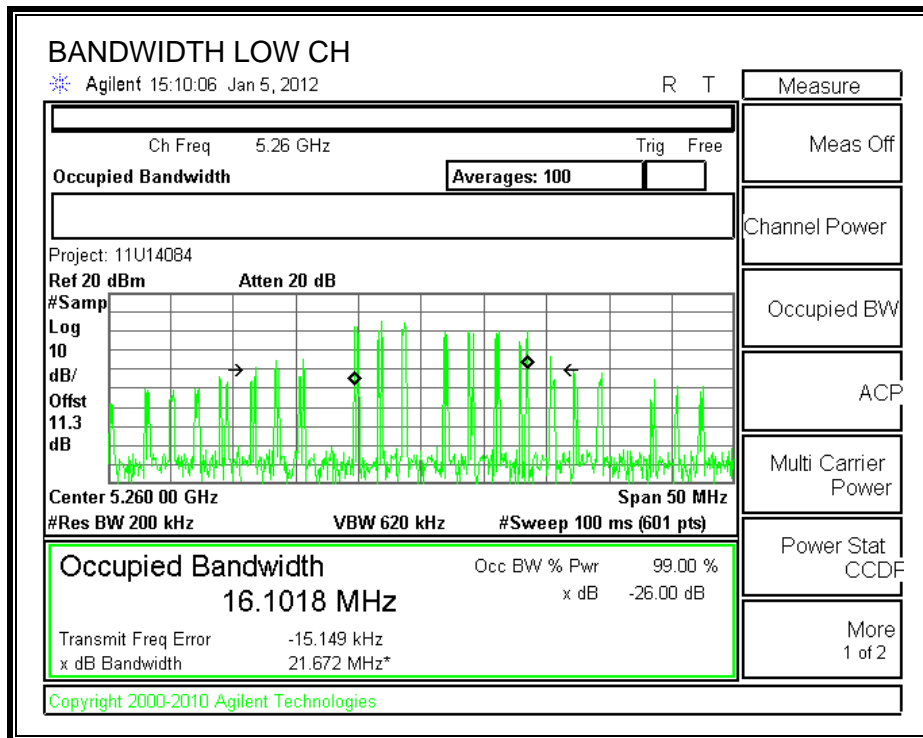 BANDWIDTH LOW CH
Agilent 15:10:06 Jan 5, 2012 R T
Measure
Ch Freq 5.26 GHz Trig Free
Meas Off
Occupied Bandwidth Averages: 100
Channel Power
Project: 11U14084
Ref 20 dBm Atten 20 dB
#Samp
Log
10
dB/
Offst
11.3
dB
Occupied BW
ACP
Multi Carrier
Power
Center 5.260 00 GHz Span 50 MHz
#Res BW 200 kHz VBW 620 kHz #Sweep 100 ms (601 pts)
Power Stat
CCDF
Occupied Bandwidth Occ BW % Pwr 99.00 %
16.1018 MHz x dB -26.00 dB
Transmit Freq Error -15.149 kHz
x dB Bandwidth 21.672 MHz*
More
1 of 2
Copyright 2000-2010 Agilent Technologies